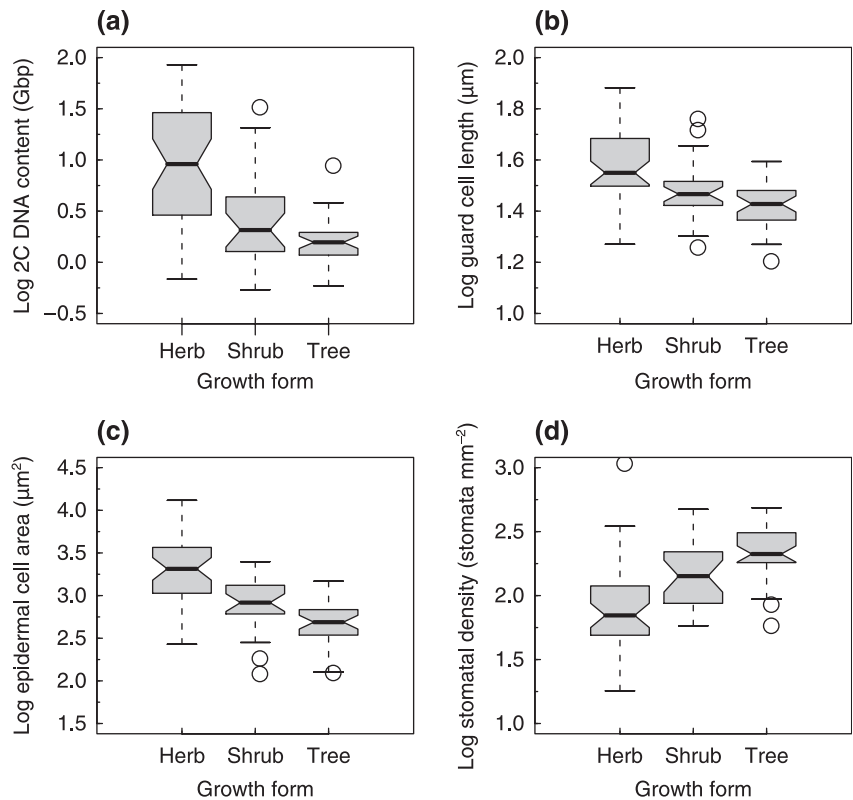 (a)
Log 2C DNA content (Gbp)
2.0
1.5
1.0
0.5
0.0
−0.5
Herb Shrub Tree
Growth form
(b)
Log guard cell length (μm)
2.0
1.8
1.6
1.4
1.2
1.0
Herb Shrub Tree
Growth form
(c)
Log epidermal cell area (μm²)
4.5
3.5
3.0
2.5
2.0
1.5
Herb Shrub Tree
Growth form
(d)
Log stomatal density (stomata mm⁻²)
3.0
2.5
2.0
1.5
1.0
Herb Shrub Tree
Growth form